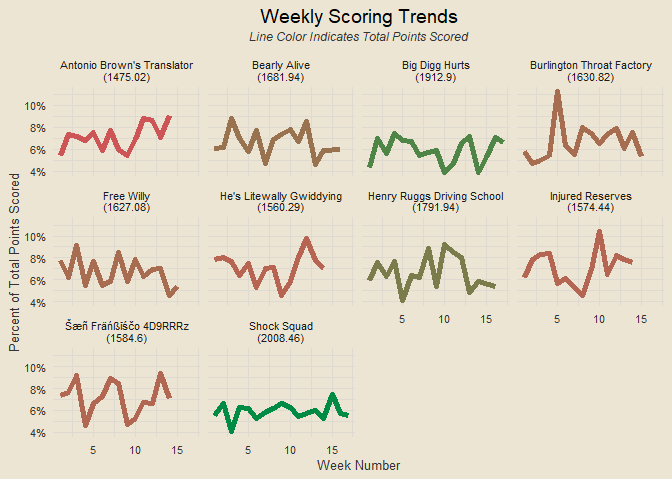 Weekly Scoring Trends
Line Color Indicates Total Points Scored
Antonio Brown's Translator
(1475.02)
Bearly Alive
(1681.94)
Big Digg Hurts
(1912.9)
Burlington Throat Factory
(1630.82)
10%
8%
6%
4%
Free Willy
(1627.08)
He's Litewally Gwiddying
(1560.29)
Henry Ruggs Driving School
(1791.94)
Injured Reserves
(1574.44)
10%
8%
6%
4%
5 10 15
5 10 15
Šæñ Fräńßïščo 4D9RRRz
(1584.6)
Shock Squad
(2008.46)
10%
8%
6%
4%
5 10 15
5 10 15
Percent of Total Points Scored
Week Number